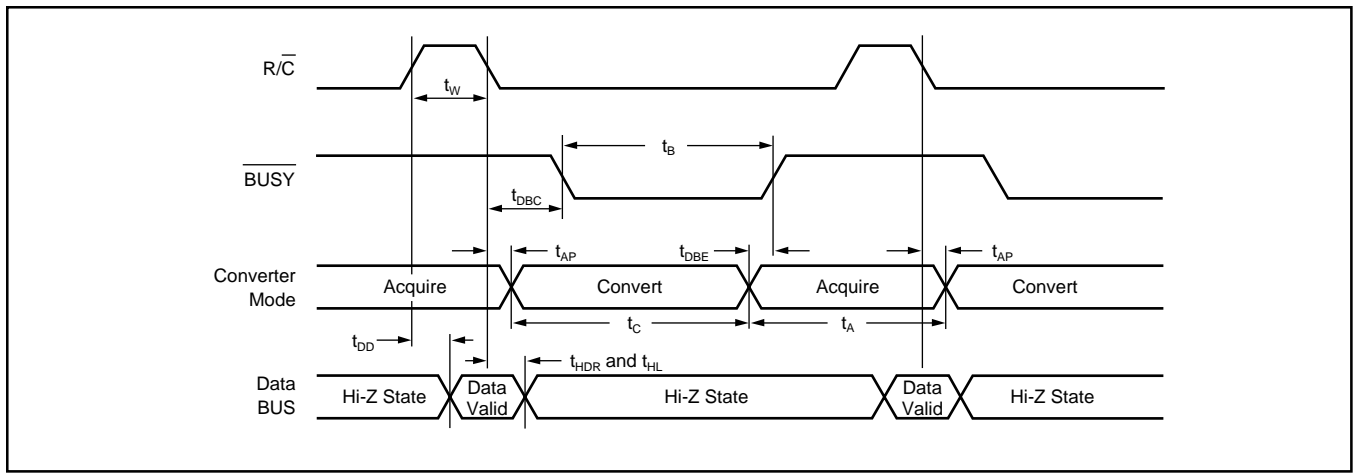 R/C̅
t_W
B̅U̅S̅Y̅
t_B
t_DBC
t_AP
t_DBE
t_AP
Converter
Mode
Acquire
Convert
Acquire
Convert
t_C
t_A
t_DD
t_HDR and t_HL
Data
BUS
Hi-Z State
Data
Valid
Hi-Z State
Data
Valid
Hi-Z State